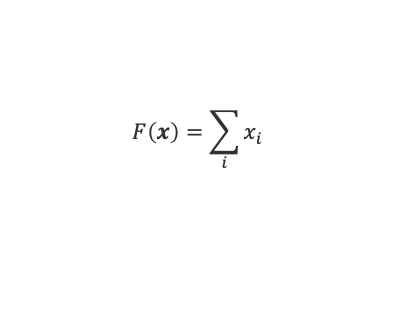 F(𝒙) = ∑ᵢ xᵢ